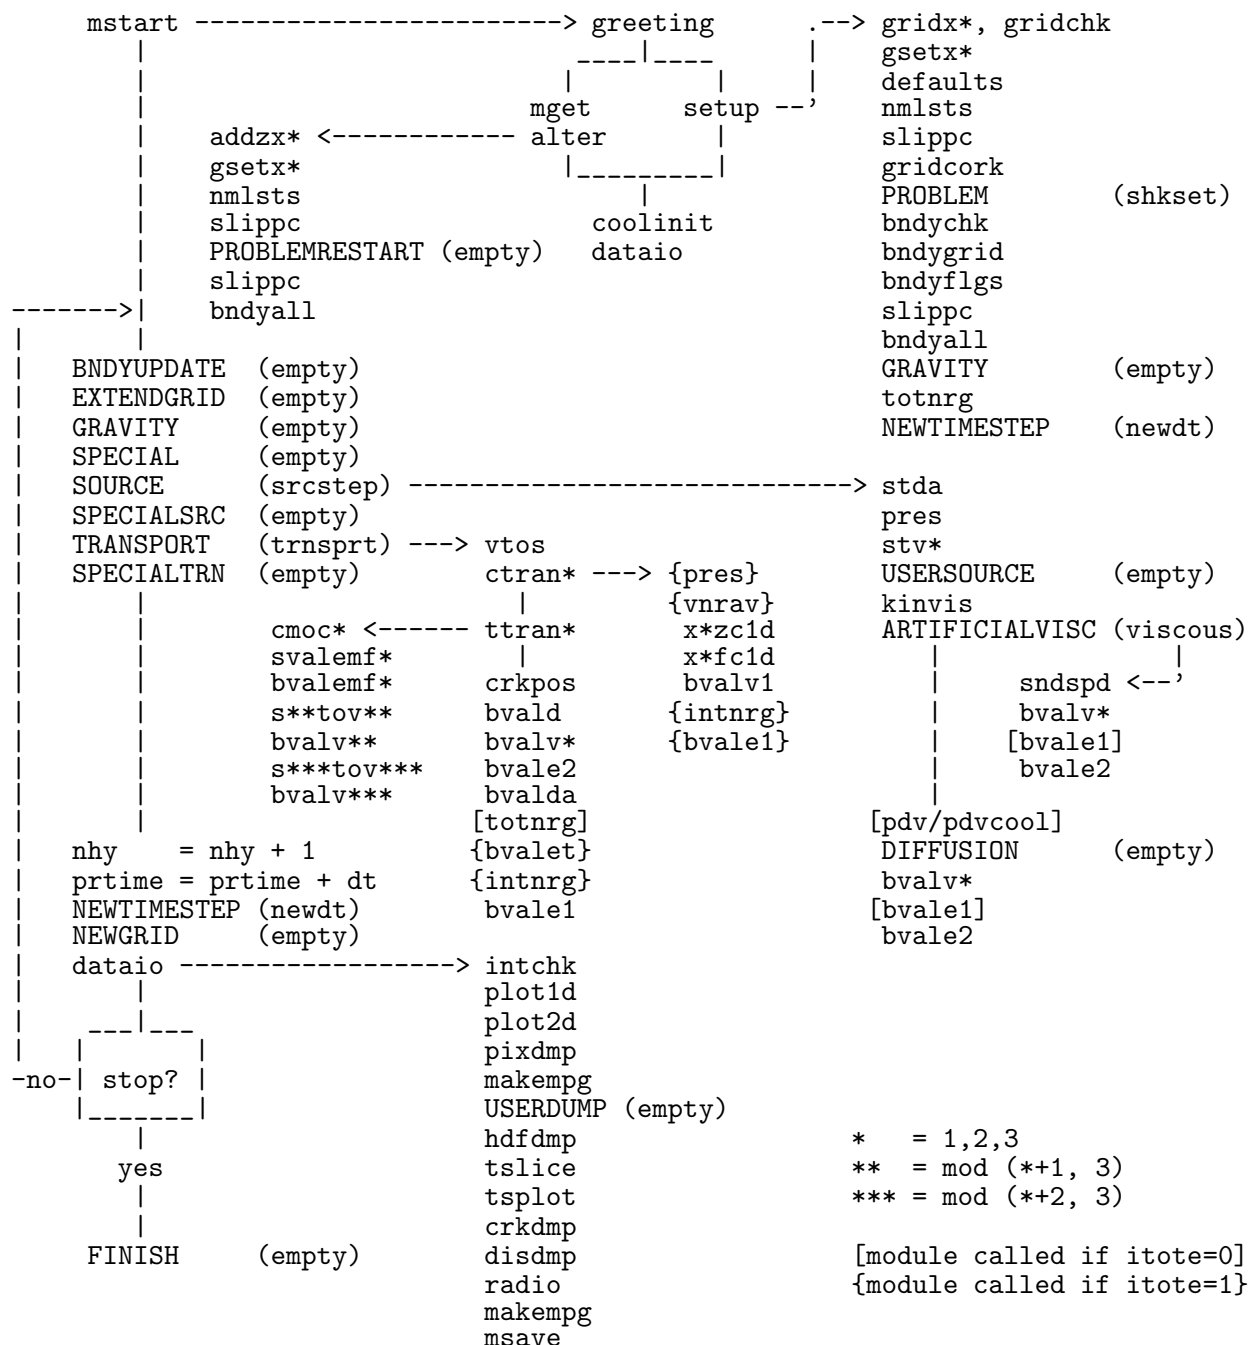 mstart ------------------------> greeting      .--> gridx*, gridchk
|      ____|____      |    gsetx*
|      |         |     |    defaults
|      mget      setup --’    nmlsts
|    addzx* <------------ alter       |          slippc
|    gsetx*                |_________|          gridcork
|    nmlsts                     |               PROBLEM       (shkset)
|    slippc                  coolinit           bndychk
|    PROBLEMRESTART (empty)   dataio             bndygrid
|    slippc                                     bndyflgs
------->|    bndyall                                    slippc
|       |                                               bndyall
|   BNDYUPDATE  (empty)                                 GRAVITY       (empty)
|   EXTENDGRID  (empty)                                 totnrg
|   GRAVITY     (empty)                                 NEWTIMESTEP   (newdt)
|   SPECIAL     (empty)
|   SOURCE      (srcstep) -----------------------------> stda
|   SPECIALSRC  (empty)                                 pres
|   TRANSPORT   (trnsprt) ---> vtos                     stv*
|   SPECIALTRN  (empty)        ctran* ---> {pres}       USERSOURCE    (empty)
|       |                        |         {vnrav}      kinvis
|       |        cmoc* <------ ttran*       x*zc1d      ARTIFICIALVISC (viscous)
|       |        svalemf*        |          x*fc1d         |               |
|       |        bvalemf*      crkpos       bvalv1         |     sndspd <--’
|       |        s**tov**      bvald       {intnrg}        |     bvalv*
|       |        bvalv**       bvalv*      {bvale1}        |    [bvale1]
|       |        s***tov***    bvale2                      |     bvale2
|       |        bvalv***      bvalda                      |
|       |                     [totnrg]                 [pdv/pdvcool]
|   nhy    = nhy + 1          {bvalet}                  DIFFUSION     (empty)
|   prtime = prtime + dt      {intnrg}                  bvalv*
|   NEWTIMESTEP (newdt)        bvale1                  [bvale1]
|   NEWGRID     (empty)                                 bvale2
|   dataio ------------------> intchk
|       |                      plot1d
|    ___|___                   plot2d
|   |       |                  pixdmp
-no-| stop? |                  makempg
|_______|                  USERDUMP (empty)
|                      hdfdmp                *   = 1,2,3
yes                     tslice                **  = mod (*+1, 3)
|                      tsplot                *** = mod (*+2, 3)
|                      crkdmp
FINISH     (empty)        disdmp                [module called if itote=0]
radio                 {module called if itote=1}
makempg
msave